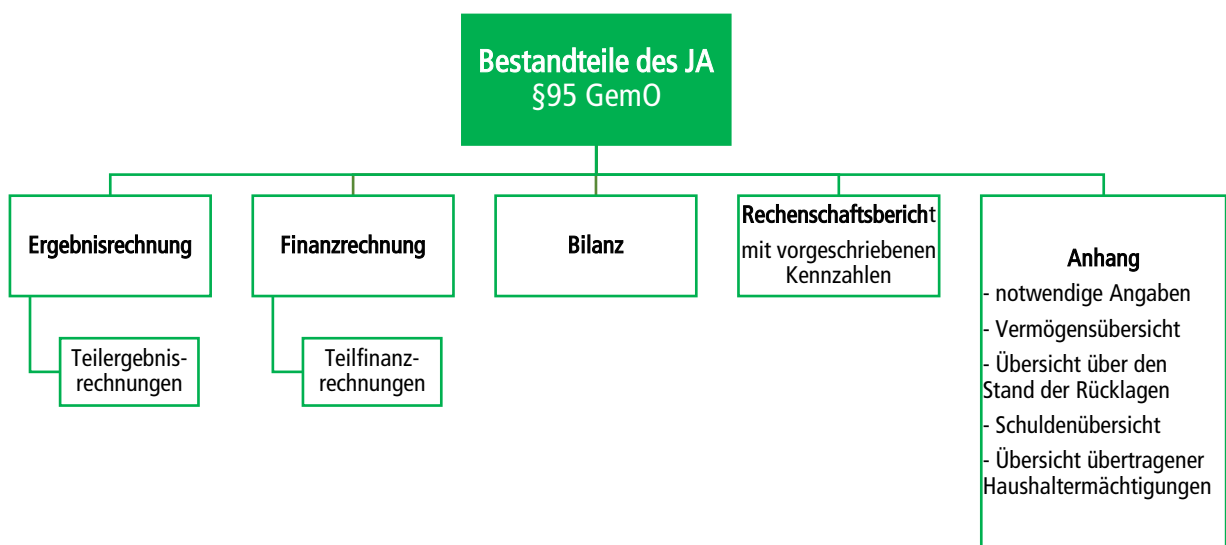 Bestandteile des JA
§95 GemO
Ergebnisrechnung
Teilergebnis-
rechnungen
Finanzrechnung
Teilfinanz-
rechnungen
Bilanz
Rechenschaftsbericht
mit vorgeschriebenen
Kennzahlen
Anhang
- notwendige Angaben
- Vermögensübersicht
- Übersicht über den
Stand der Rücklagen
- Schuldenübersicht
- Übersicht übertragener
Haushaltermächtigungen